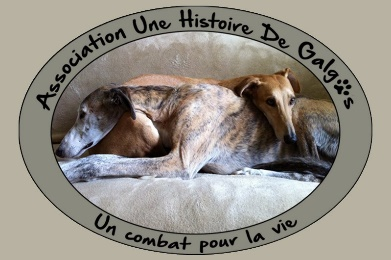 Association Une Histoire De Galgos
Un combat pour la vie